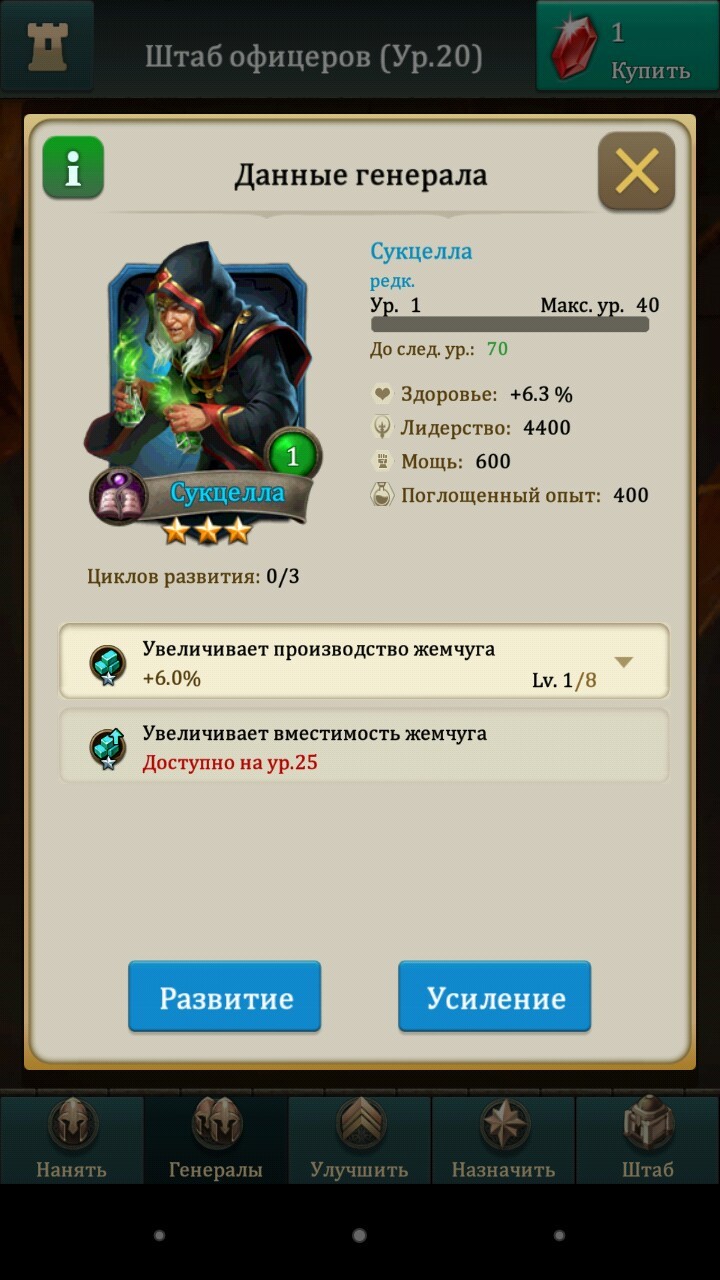 Штаб офицеров (Ур.20)
1
Купить
i
Данные генерала
Сукцелла
редк.
Ур. 1 Макс. ур. 40
До след. ур.: 70
Здоровье: +6.3 %
Лидерство: 4400
Мощь: 600
Поглощенный опыт: 400
1
Сукцелла
Циклов развития: 0/3
Увеличивает производство жемчуга
+6.0%
Lv. 1/8
Увеличивает вместимость жемчуга
Доступно на ур.25
Развитие
Усиление
Нанять
Генералы
Улучшить
Назначить
Штаб